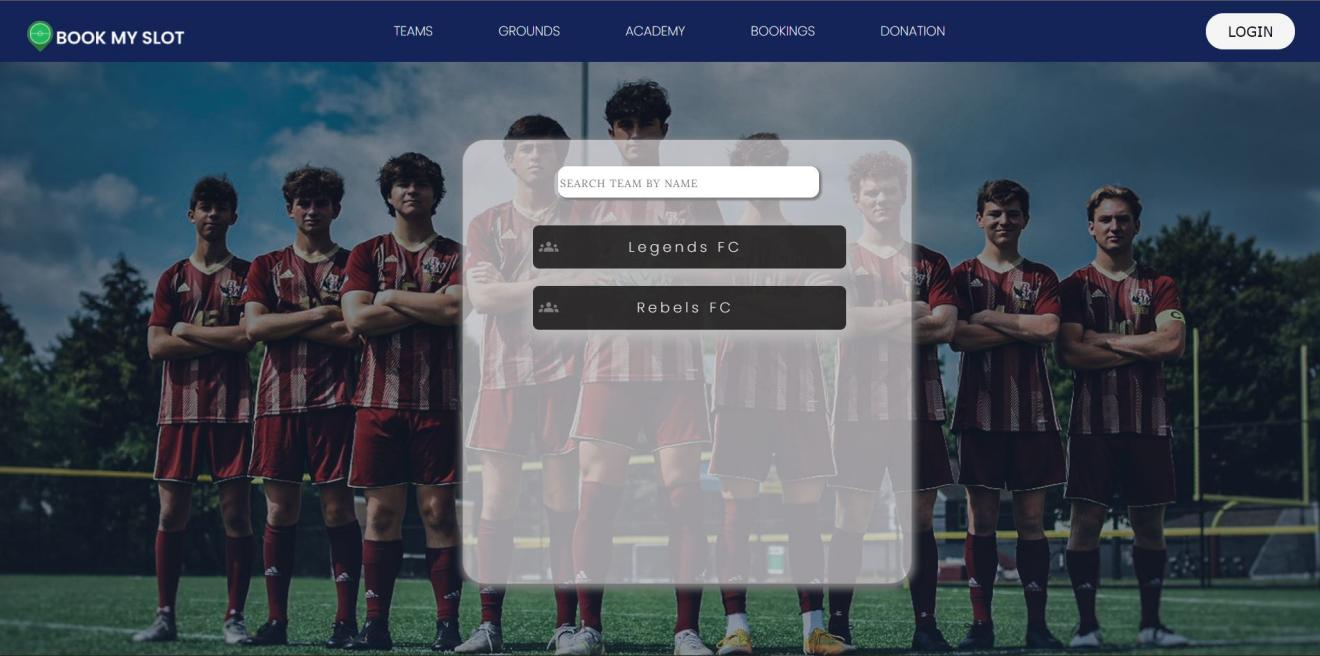 BOOK MY SLOT
TEAMS
GROUNDS
ACADEMY
BOOKINGS
DONATION
LOGIN
SEARCH TEAM BY NAME
Legends FC
Rebels FC